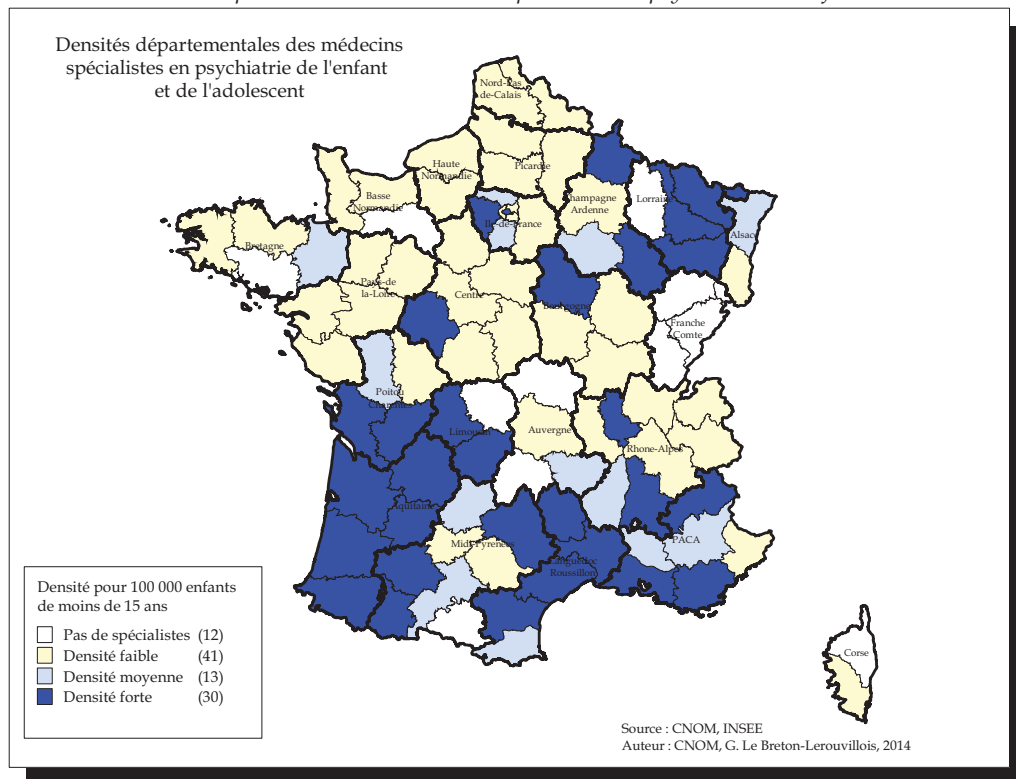 Densités départementales des médecins
spécialistes en psychiatrie de l'enfant
et de l'adolescent
Nord-Pas
de-Calais
Haute
Normandie
Picardie
Basse
Normandie
Champagne
Ardenne
Lorraine
Ile-de-France
Alsace
Bretagne
Pays-de
la-Loire
Centre
Bourgogne
Franche
Comte
Poitou
Charentes
Limousin
Auvergne
Rhone-Alpes
Aquitaine
Midi-Pyrenees
Languedoc
Roussillon
PACA
Corse
Densité pour 100 000 enfants
de moins de 15 ans
Pas de spécialistes (12)
Densité faible (41)
Densité moyenne (13)
Densité forte (30)
Source : CNOM, INSEE
Auteur : CNOM, G. Le Breton-Lerouvillois, 2014